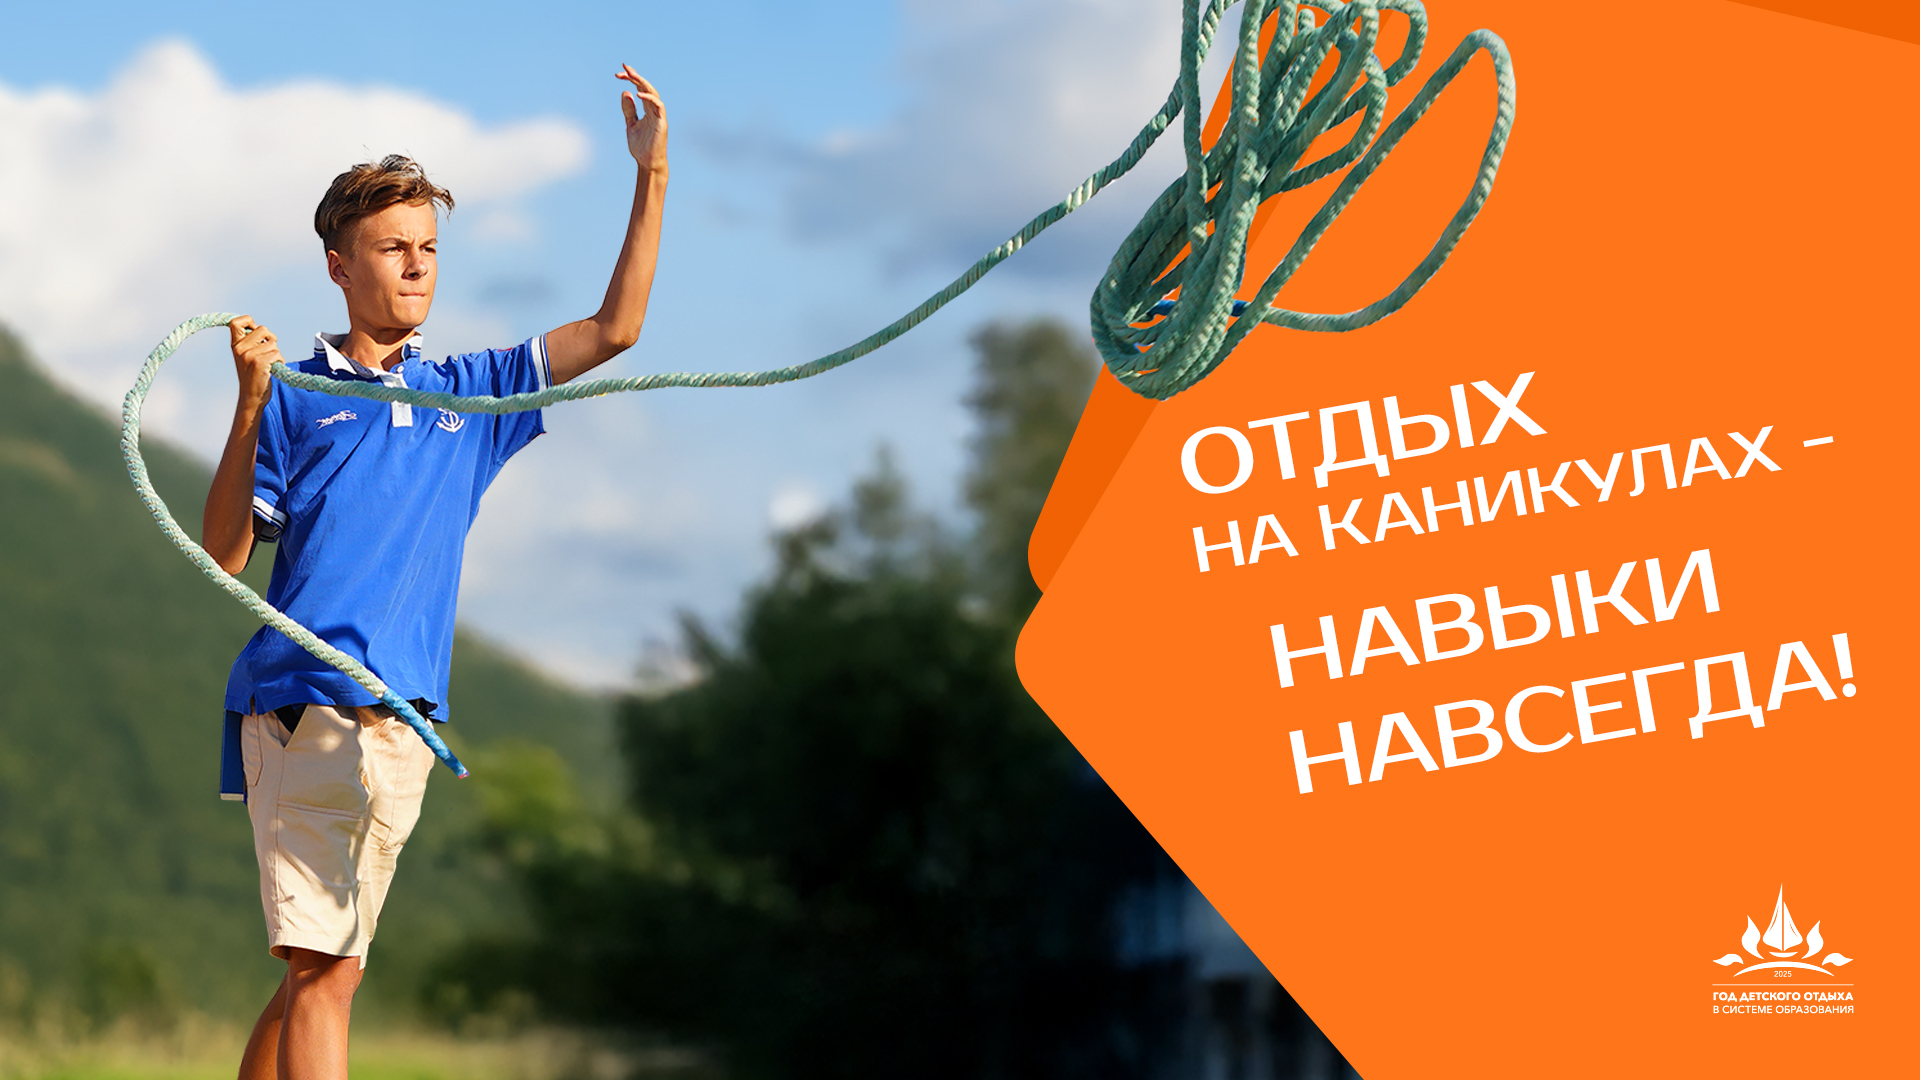 ОТДЫХ
НА КАНИКУЛАХ –
НАВЫКИ
НАВСЕГДА!
2025
ГОД ДЕТСКОГО ОТДЫХА
В СИСТЕМЕ ОБРАЗОВАНИЯ